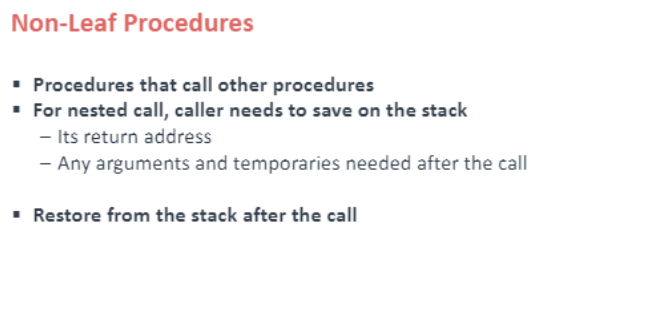 Non-Leaf Procedures
▪ Procedures that call other procedures
▪ For nested call, caller needs to save on the stack
– Its return address
– Any arguments and temporaries needed after the call
▪ Restore from the stack after the call